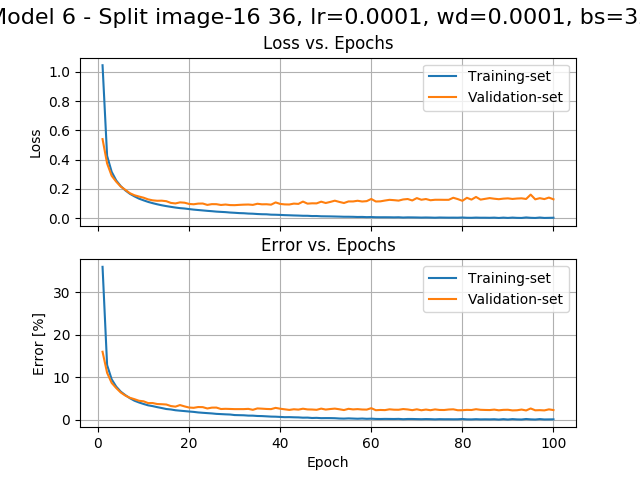 Model 6 - Split image-16 36, lr=0.0001, wd=0.0001, bs=3
Loss vs. Epochs
1.0
0.8
0.6
0.4
0.2
0.0
Loss
Training-set
Validation-set
Error vs. Epochs
30
20
10
0
Error [%]
Training-set
Validation-set
0 20 40 60 80 100
Epoch